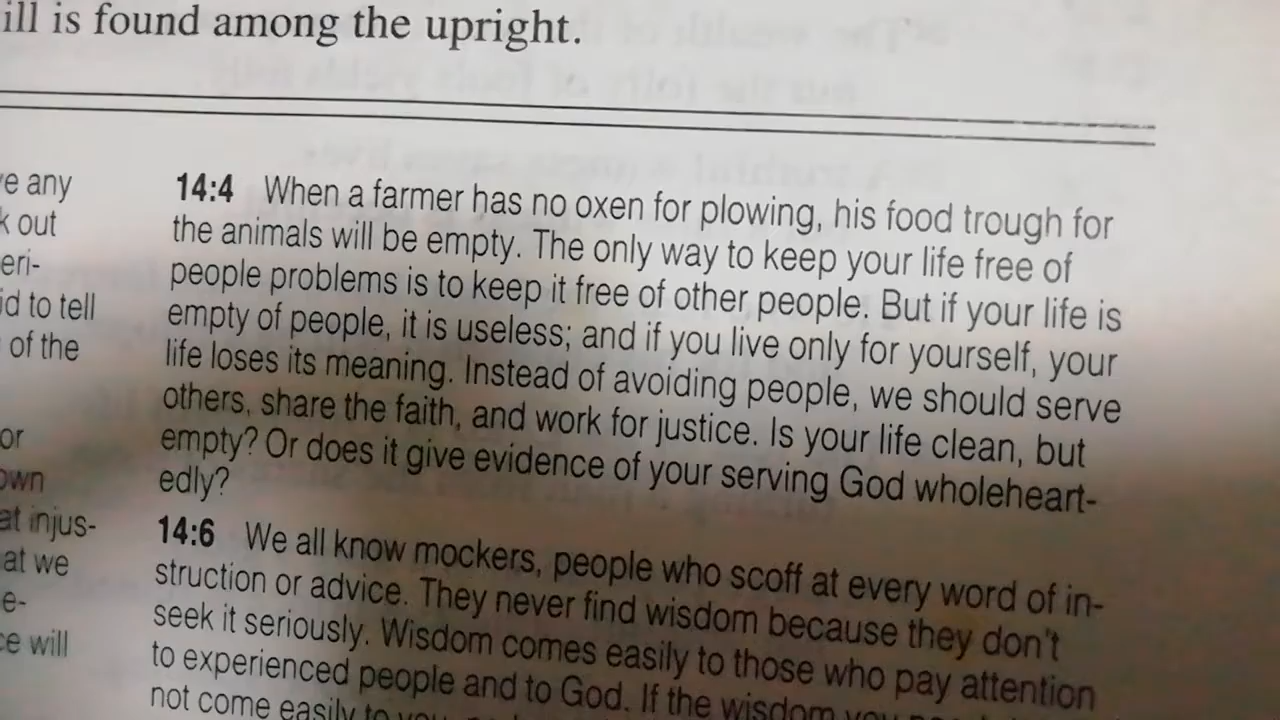 ill is found among the upright.
e any
k out
eri-
id to tell
of the
or
own
at injus-
at we
e-
ce will
14:4 When a farmer has no oxen for plowing, his food trough for
the animals will be empty. The only way to keep your life free of
people problems is to keep it free of other people. But if your life is
empty of people, it is useless; and if you live only for yourself, your
life loses its meaning. Instead of avoiding people, we should serve
others, share the faith, and work for justice. Is your life clean, but
empty? Or does it give evidence of your serving God wholeheart-
edly?
14:6 We all know mockers, people who scoff at every word of in-
struction or advice. They never find wisdom because they don't
seek it seriously. Wisdom comes easily to those who pay attention
to experienced people and to God. If the wisdom you
not come easily to